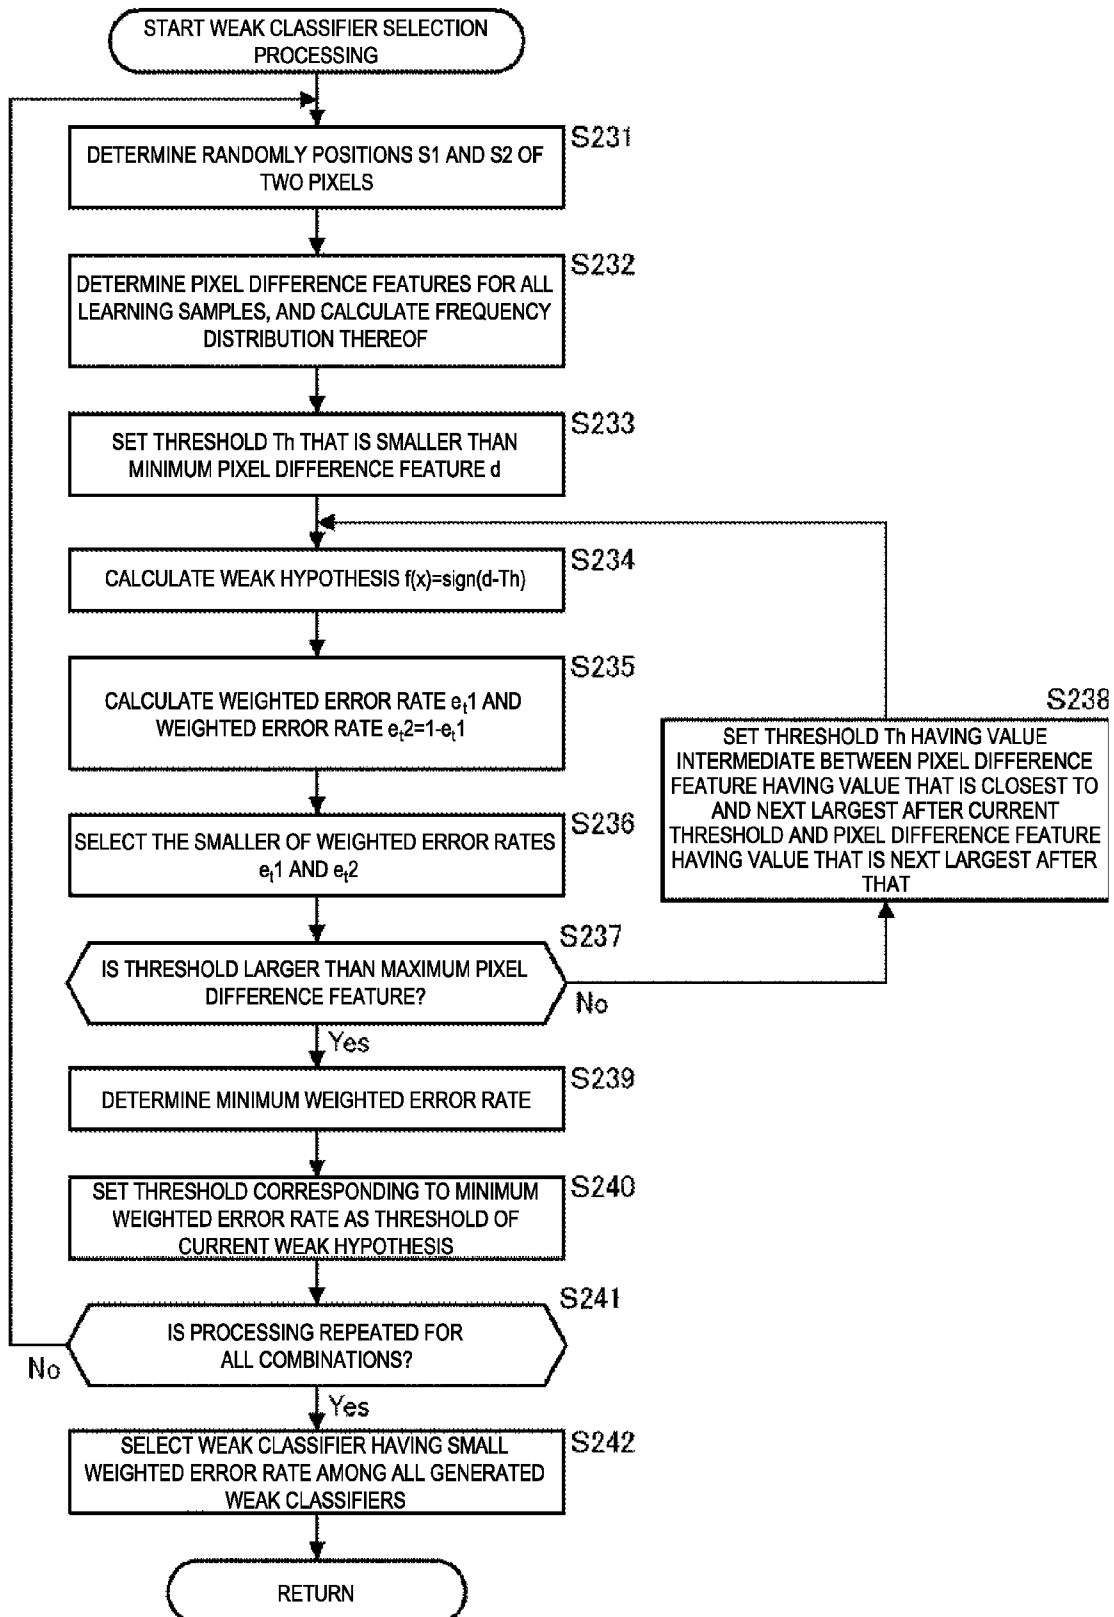 START WEAK CLASSIFIER SELECTION
PROCESSING
S231
DETERMINE RANDOMLY POSITIONS S1 AND S2 OF
TWO PIXELS
S232
DETERMINE PIXEL DIFFERENCE FEATURES FOR ALL
LEARNING SAMPLES, AND CALCULATE FREQUENCY
DISTRIBUTION THEREOF
S233
SET THRESHOLD Th THAT IS SMALLER THAN
MINIMUM PIXEL DIFFERENCE FEATURE d
S234
CALCULATE WEAK HYPOTHESIS f(x)=sign(d-Th)
S235
CALCULATE WEIGHTED ERROR RATE et1 AND
WEIGHTED ERROR RATE et2=1-et1
S236
SELECT THE SMALLER OF WEIGHTED ERROR RATES
et1 AND et2
S237
IS THRESHOLD LARGER THAN MAXIMUM PIXEL
DIFFERENCE FEATURE?
No
Yes
S238
SET THRESHOLD Th HAVING VALUE
INTERMEDIATE BETWEEN PIXEL DIFFERENCE
FEATURE HAVING VALUE THAT IS CLOSEST TO
AND NEXT LARGEST AFTER CURRENT
THRESHOLD AND PIXEL DIFFERENCE FEATURE
HAVING VALUE THAT IS NEXT LARGEST AFTER
THAT
S239
DETERMINE MINIMUM WEIGHTED ERROR RATE
S240
SET THRESHOLD CORRESPONDING TO MINIMUM
WEIGHTED ERROR RATE AS THRESHOLD OF
CURRENT WEAK HYPOTHESIS
S241
IS PROCESSING REPEATED FOR
ALL COMBINATIONS?
No
Yes
S242
SELECT WEAK CLASSIFIER HAVING SMALL
WEIGHTED ERROR RATE AMONG ALL GENERATED
WEAK CLASSIFIERS
RETURN